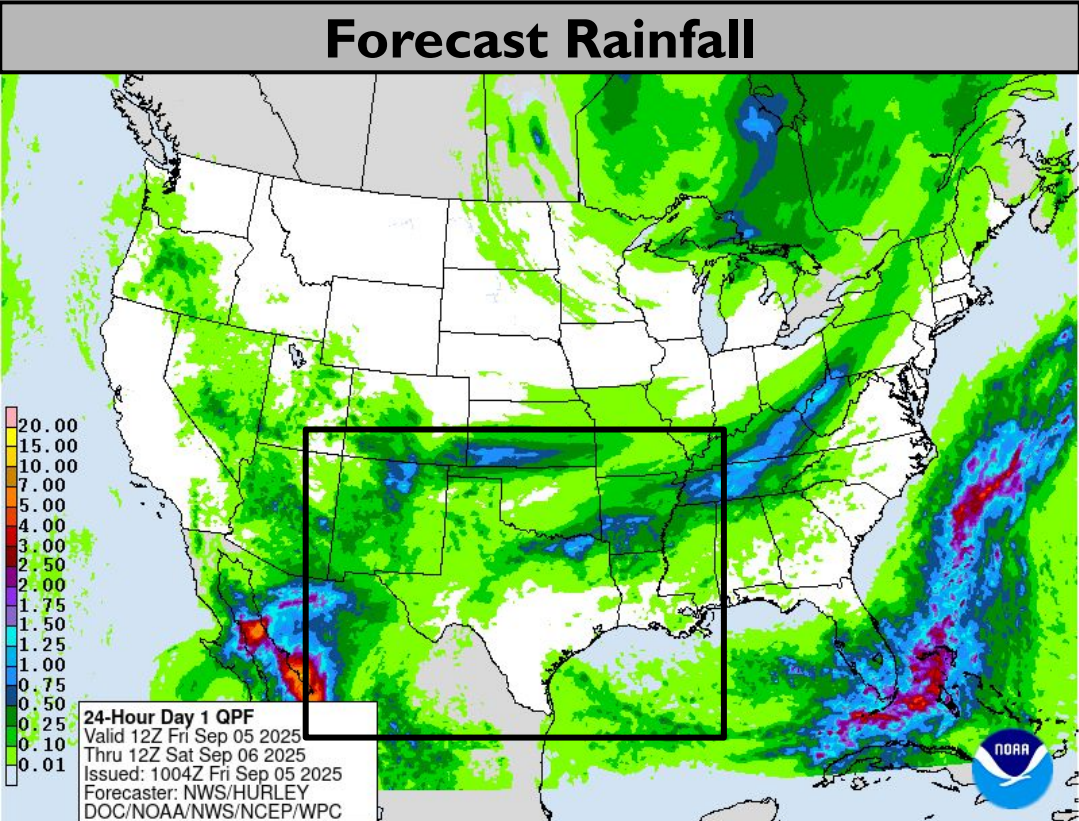 Forecast Rainfall
20.00
15.00
10.00
7.00
5.00
4.00
3.00
2.50
2.00
1.75
1.50
1.25
1.00
0.75
0.50
0.25
0.10
0.01
24-Hour Day 1 QPF
Valid 12Z Fri Sep 05 2025
Thru 12Z Sat Sep 06 2025
Issued: 1004Z Fri Sep 05 2025
Forecaster: NWS/HURLEY
DOC/NOAA/NWS/NCEP/WPC
NOAA